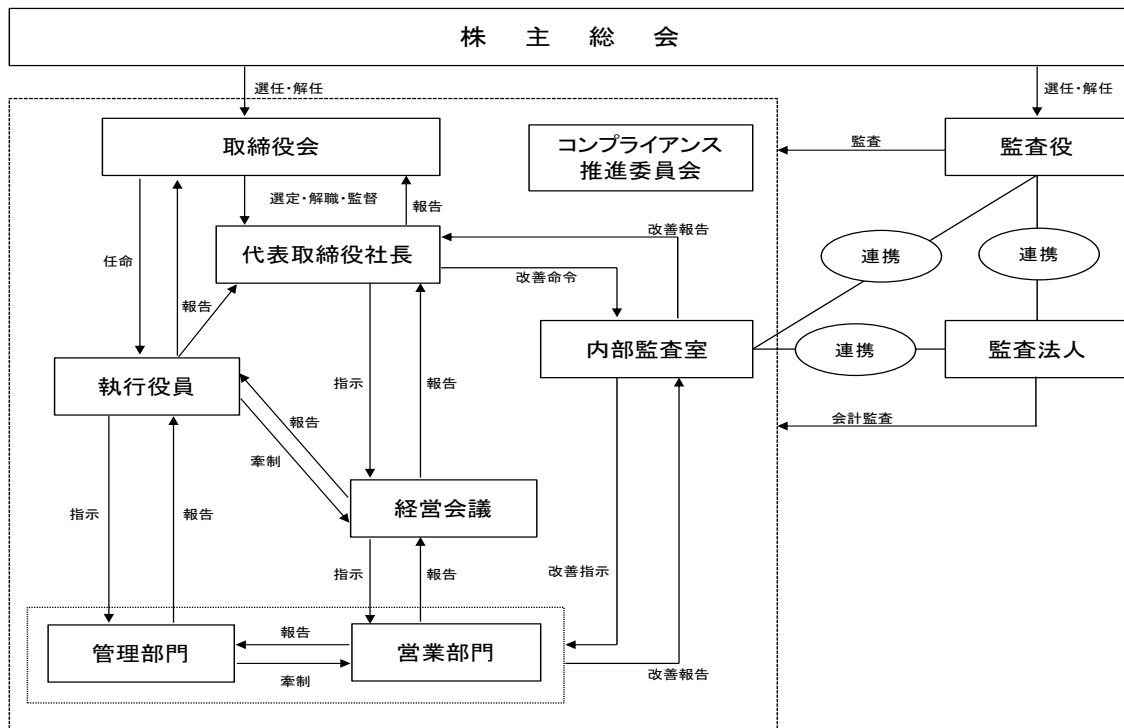 株主総会
選任・解任
選任・解任
取締役会
コンプライアンス
推進委員会
監査
監査役
選定・解職・監督
報告
代表取締役社長
改善報告
連携
連携
任命
報告
改善命令
内部監査室
連携
監査法人
執行役員
指示
報告
報告
会計監査
牽制
経営会議
指示
報告
指示
報告
改善指示
管理部門
報告
営業部門
牽制
改善報告